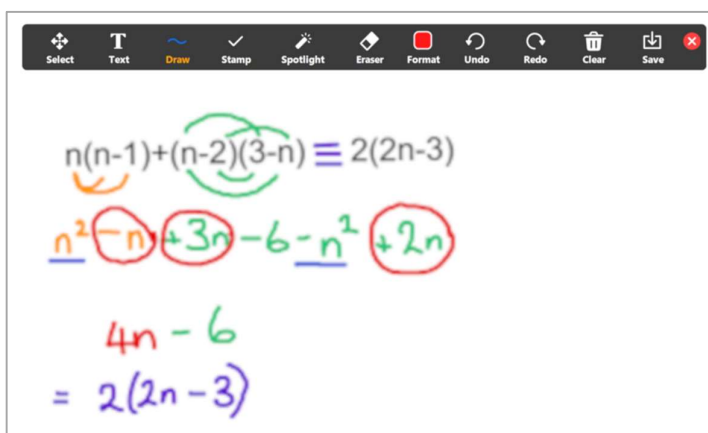 Select Text Draw Stamp Spotlight Eraser Format Undo Redo Clear Save
n(n-1)+(n-2)(3-n) ≡ 2(2n-3)
n² -n +3n -6 -n² +2n
4n - 6
= 2(2n - 3)